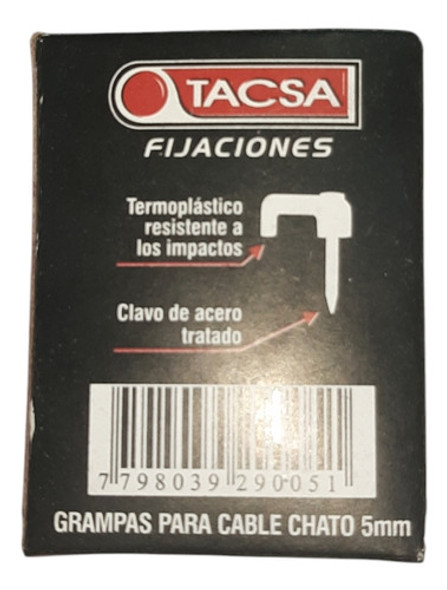 TACSA
FIJACIONES
Termoplástico
resistente a
los impactos
Clavo de acero
tratado
7 798039 290051
GRAMPAS PARA CABLE CHATO 5mm